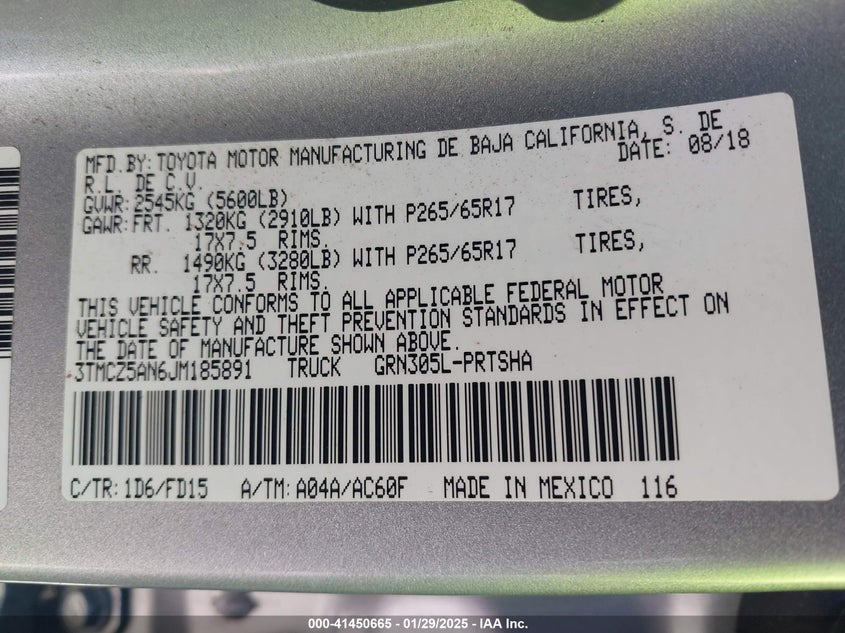 MFD.BY:TOYOTA MOTOR MANUFACTURING DE BAJA CALIFORNIA, S. DE
R.L. DE C.V. DATE: 08/18
GVWR:2545KG (5600LB)
GAWR:FRT. 1320KG (2910LB) WITH P265/65R17 TIRES,
17X7.5 RIMS.
RR. 1490KG (3280LB) WITH P265/65R17 TIRES,
17X7.5 RIMS.
THIS VEHICLE CONFORMS TO ALL APPLICABLE FEDERAL MOTOR
VEHICLE SAFETY AND THEFT PREVENTION STANDARDS IN EFFECT ON
THE DATE OF MANUFACTURE SHOWN ABOVE.
3TMCZ5AN6JM185891 TRUCK GRN305L-PRTSHA
C/TR:1D6/FD15 A/TM:A04A/AC60F MADE IN MEXICO 116
000-41450665 - 01/29/2025 - IAA Inc.